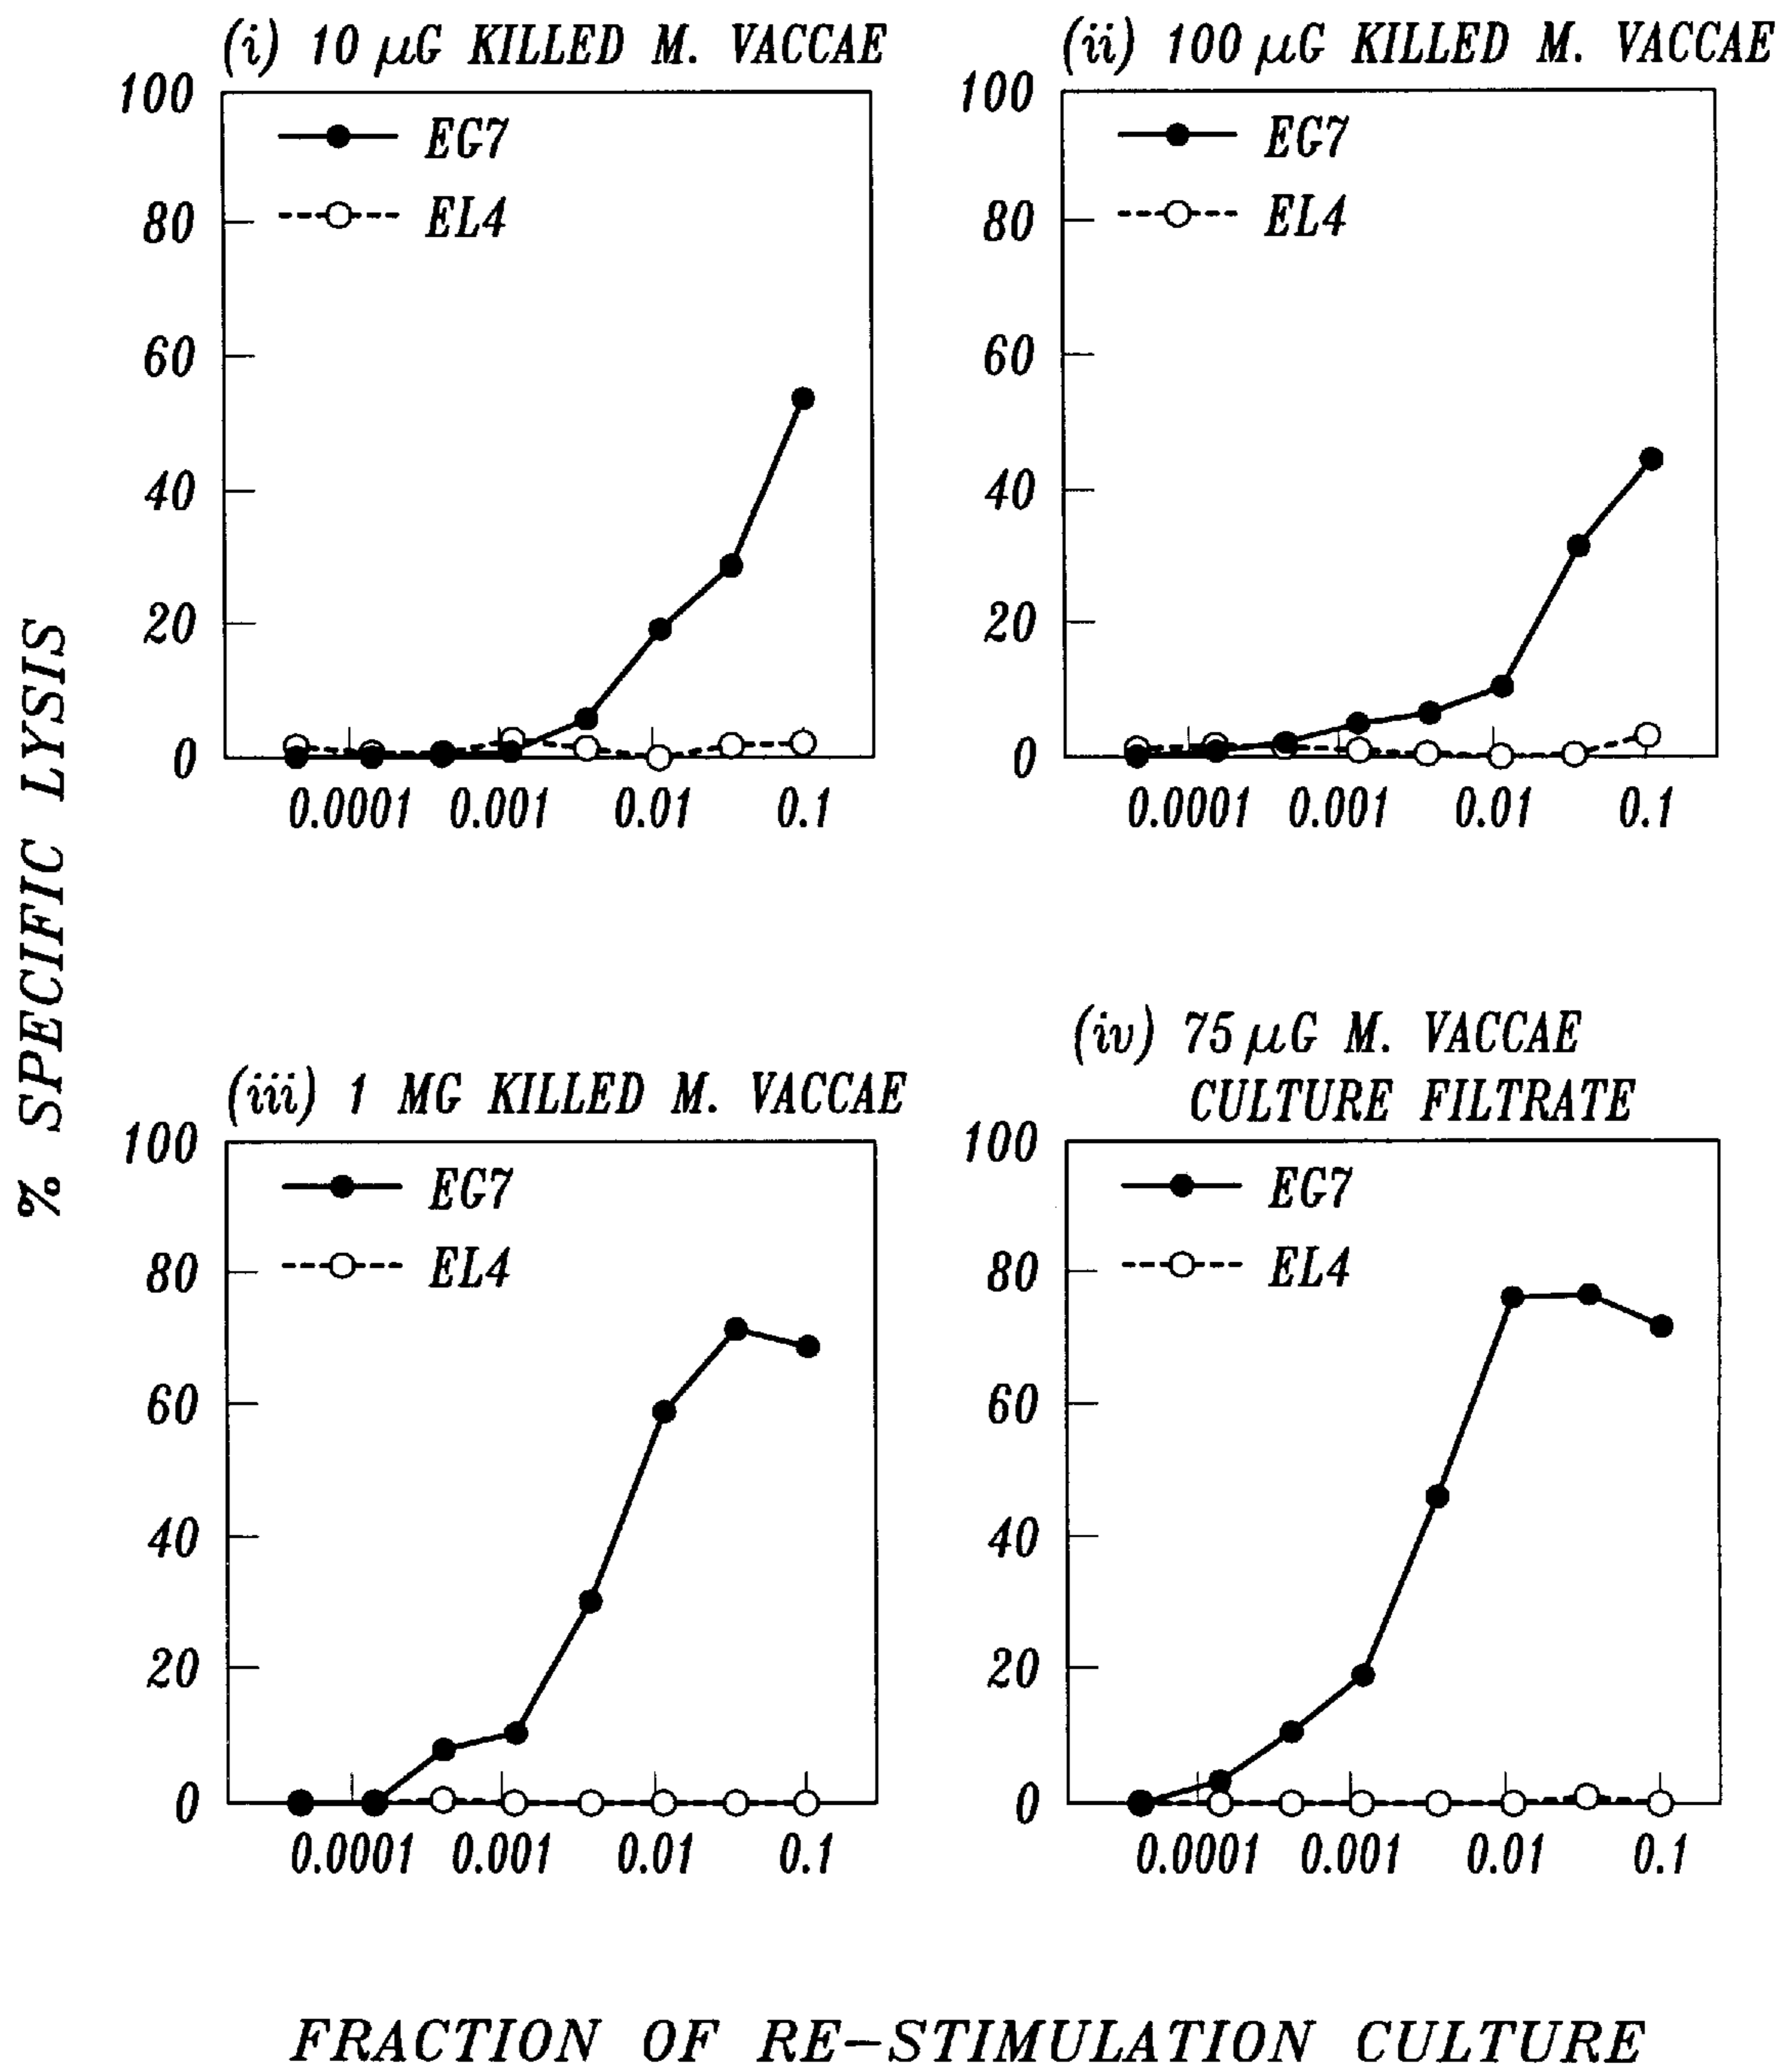 (i) 10 μG KILLED M. VACCAE
100
80
60
40
20
0
EG7
EL4
0.0001 0.001 0.01 0.1
(ii) 100 μG KILLED M. VACCAE
100
80
60
40
20
0
EG7
EL4
0.0001 0.001 0.01 0.1
% SPECIFIC LYSIS
(iii) 1 MG KILLED M. VACCAE
100
80
60
40
20
0
EG7
EL4
0.0001 0.001 0.01 0.1
(iv) 75 μG M. VACCAE
CULTURE FILTRATE
100
80
60
40
20
0
EG7
EL4
0.0001 0.001 0.01 0.1
FRACTION OF RE-STIMULATION CULTURE